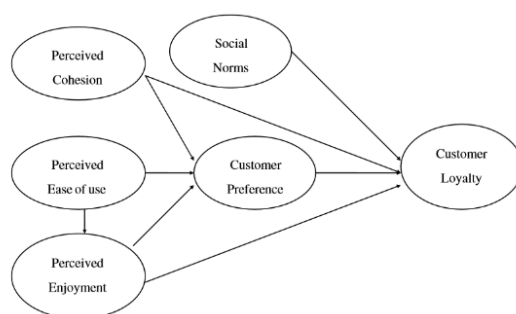 Social
Norms
Perceived
Cohesion
Perceived
Ease of use
Customer
Preference
Customer
Loyalty
Perceived
Enjoyment